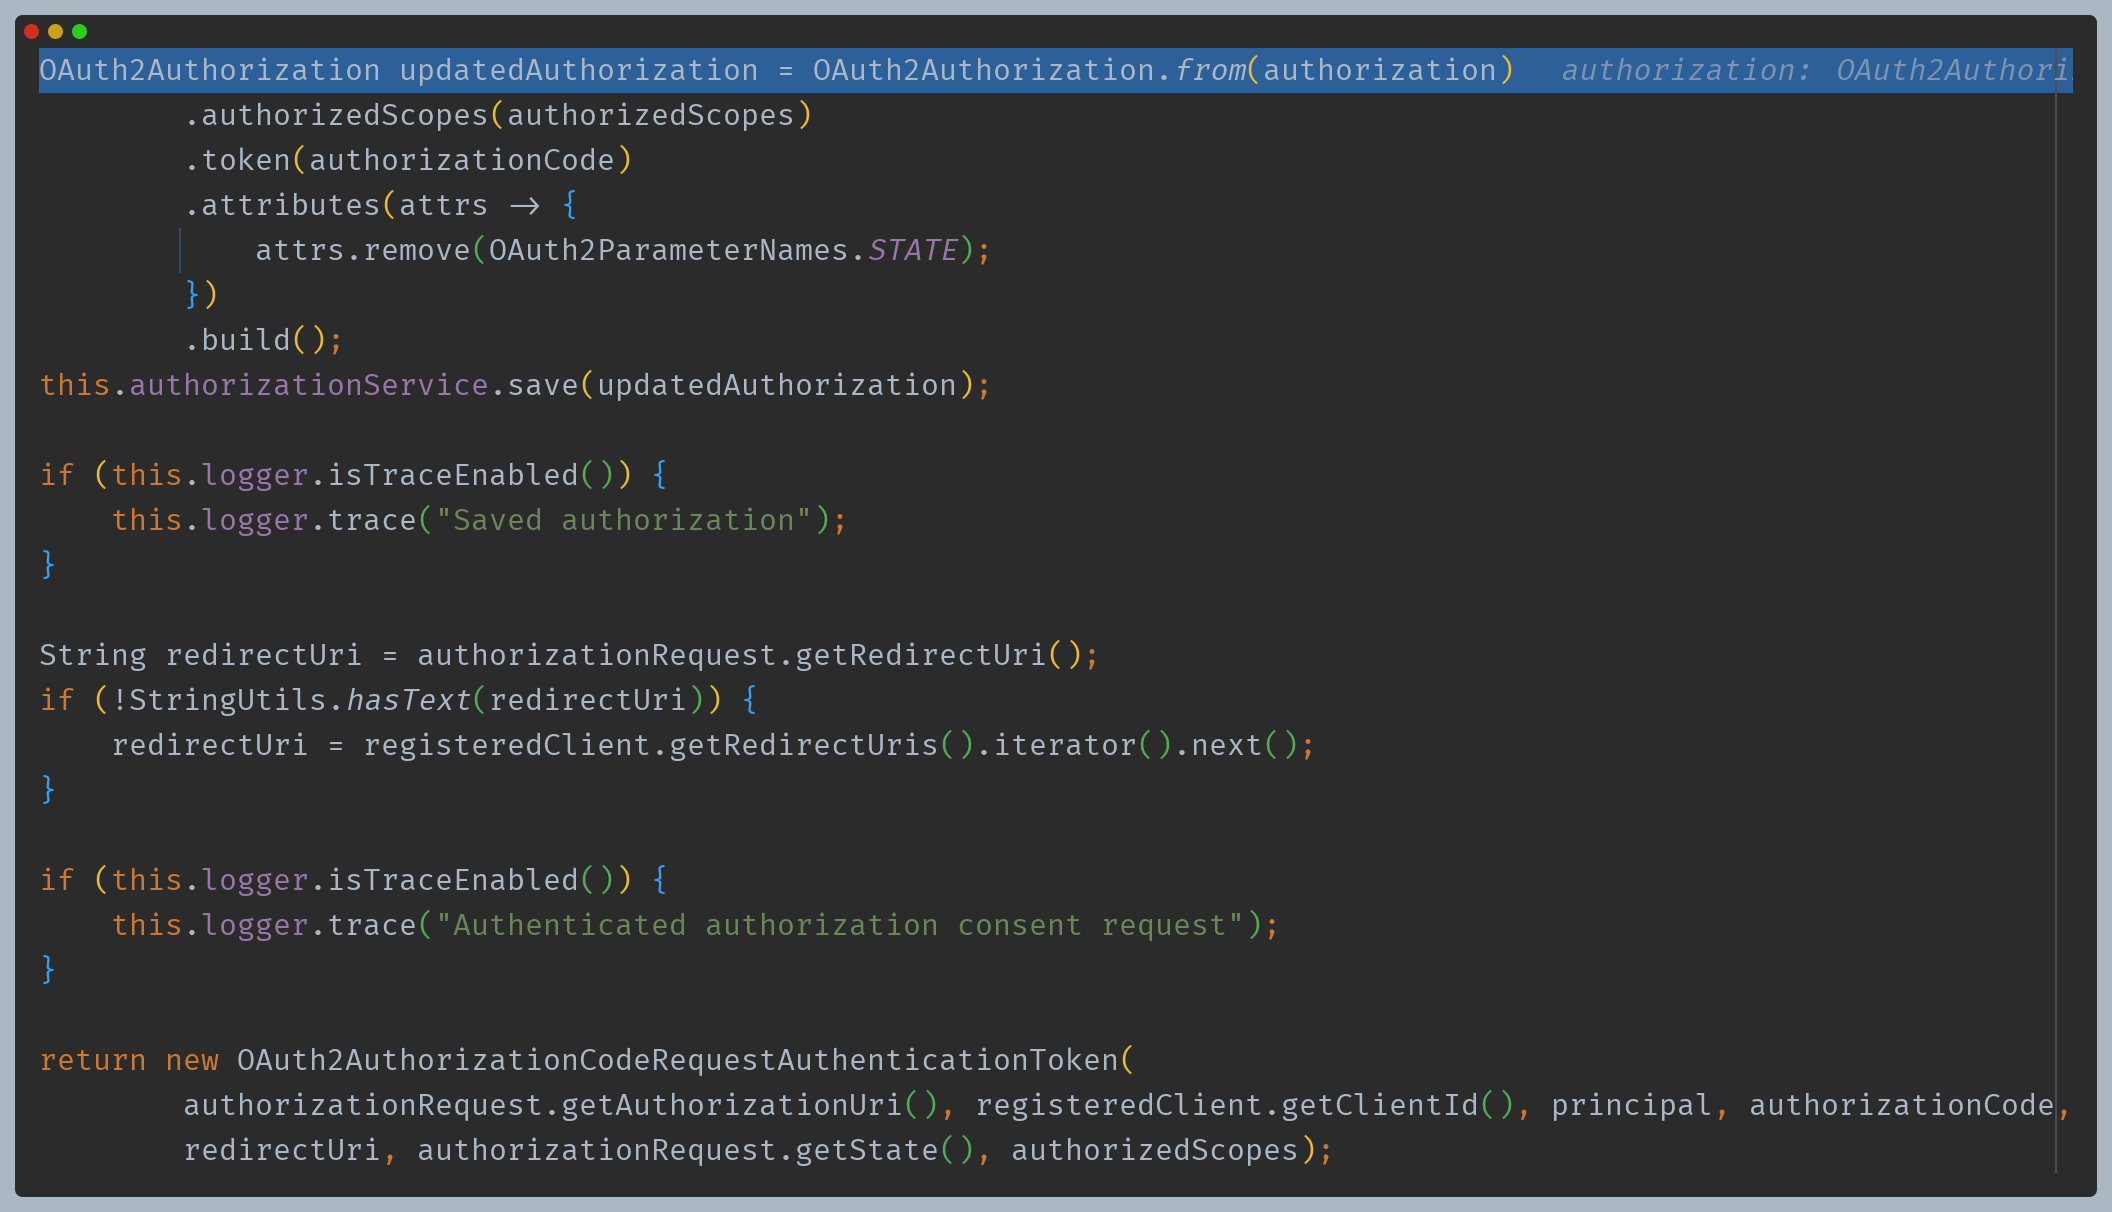 OAuth2Authorization updatedAuthorization = OAuth2Authorization.from(authorization)   authorization: OAuth2Authori
        .authorizedScopes(authorizedScopes)
        .token(authorizationCode)
        .attributes(attrs -> {
            attrs.remove(OAuth2ParameterNames.STATE);
        })
        .build();
this.authorizationService.save(updatedAuthorization);

if (this.logger.isTraceEnabled()) {
    this.logger.trace("Saved authorization");
}

String redirectUri = authorizationRequest.getRedirectUri();
if (!StringUtils.hasText(redirectUri)) {
    redirectUri = registeredClient.getRedirectUris().iterator().next();
}

if (this.logger.isTraceEnabled()) {
    this.logger.trace("Authenticated authorization consent request");
}

return new OAuth2AuthorizationCodeRequestAuthenticationToken(
        authorizationRequest.getAuthorizationUri(), registeredClient.getClientId(), principal, authorizationCode,
        redirectUri, authorizationRequest.getState(), authorizedScopes);